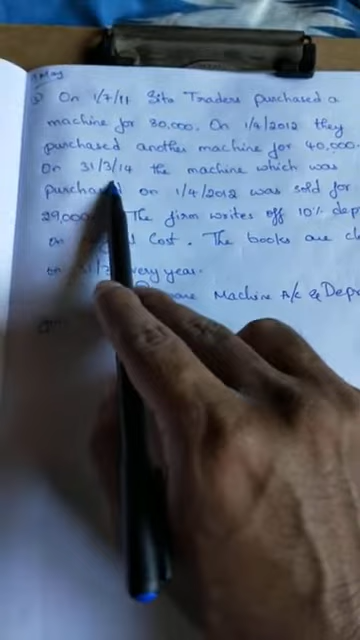 On 1/7/11 Sita Traders purchased a
machine for 80,000. On 1/4/2012 they
purchased another machine for 40,000.
On 31/3/14 the machine which was
purchased on 1/4/2012 was sold for
29,000 The firm writes off 10% dep
on Cost. The books are cl
on every year.
Machine A/c & Depr